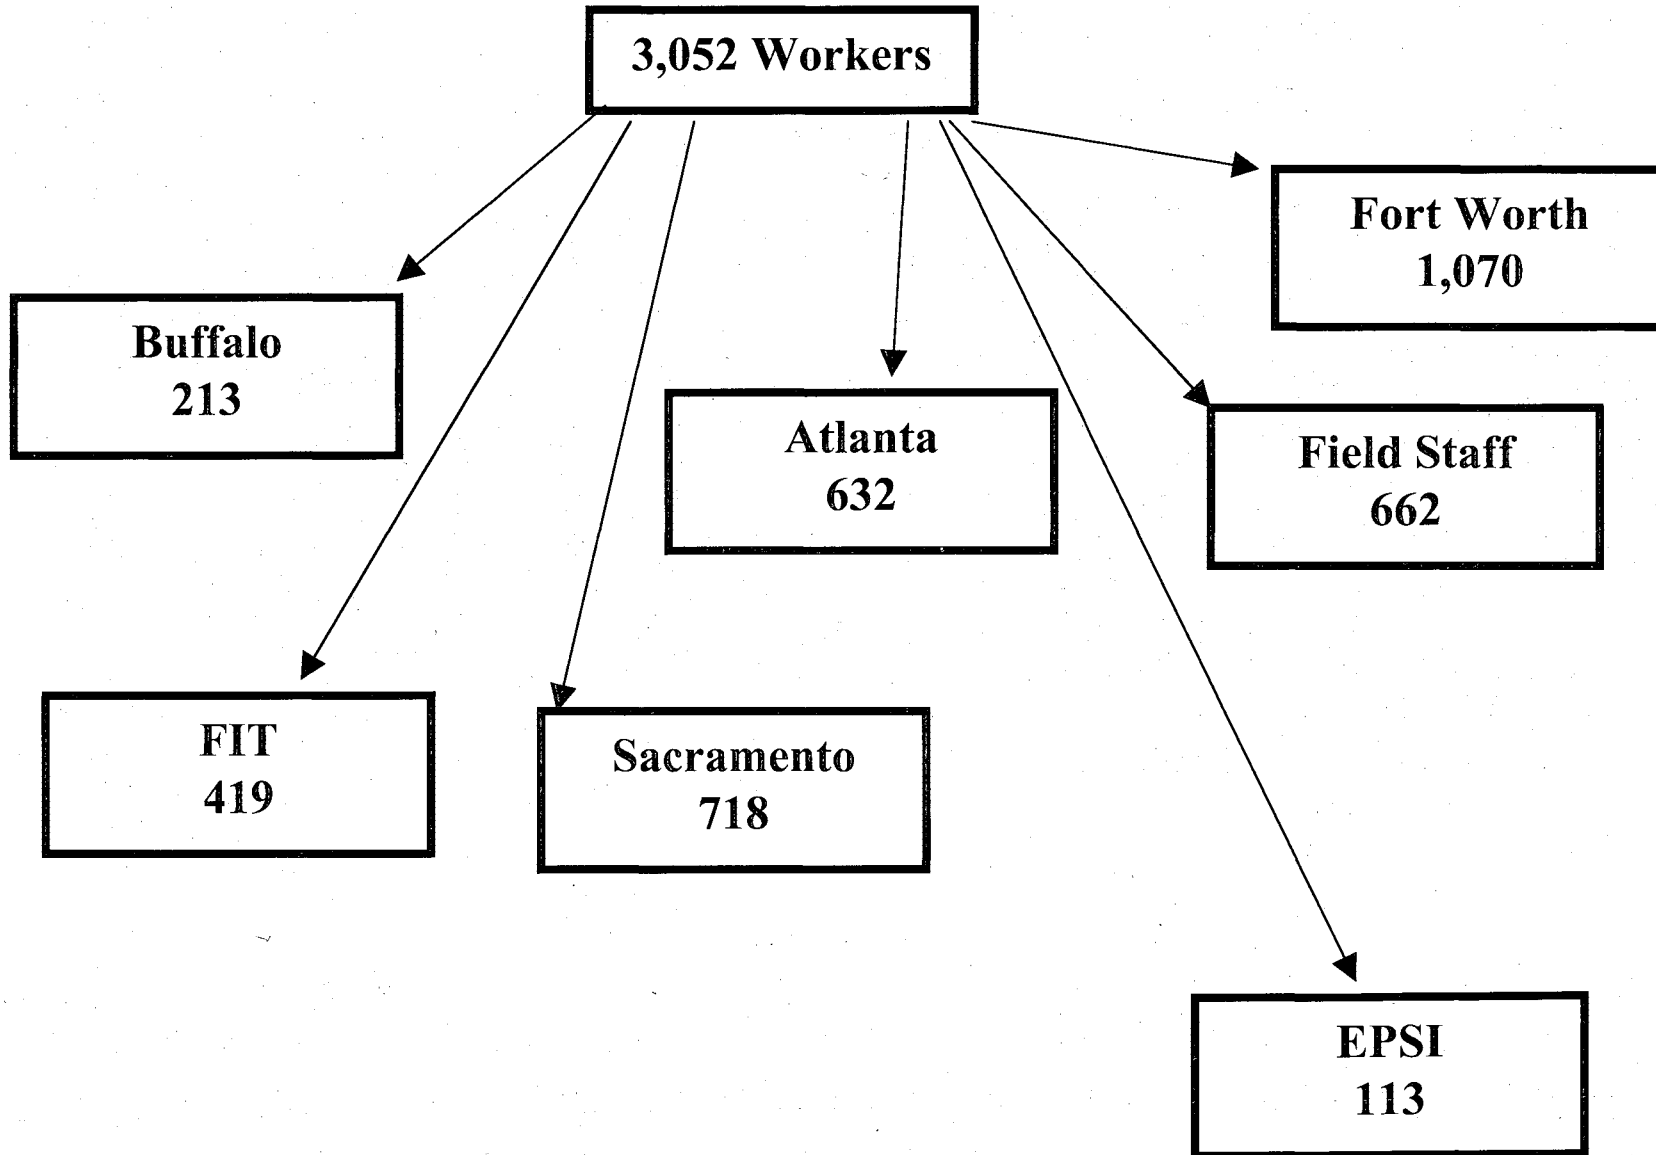 3,052 Workers
Fort Worth
1,070
Buffalo
213
Atlanta
632
Field Staff
662
FIT
419
Sacramento
718
EPSI
113